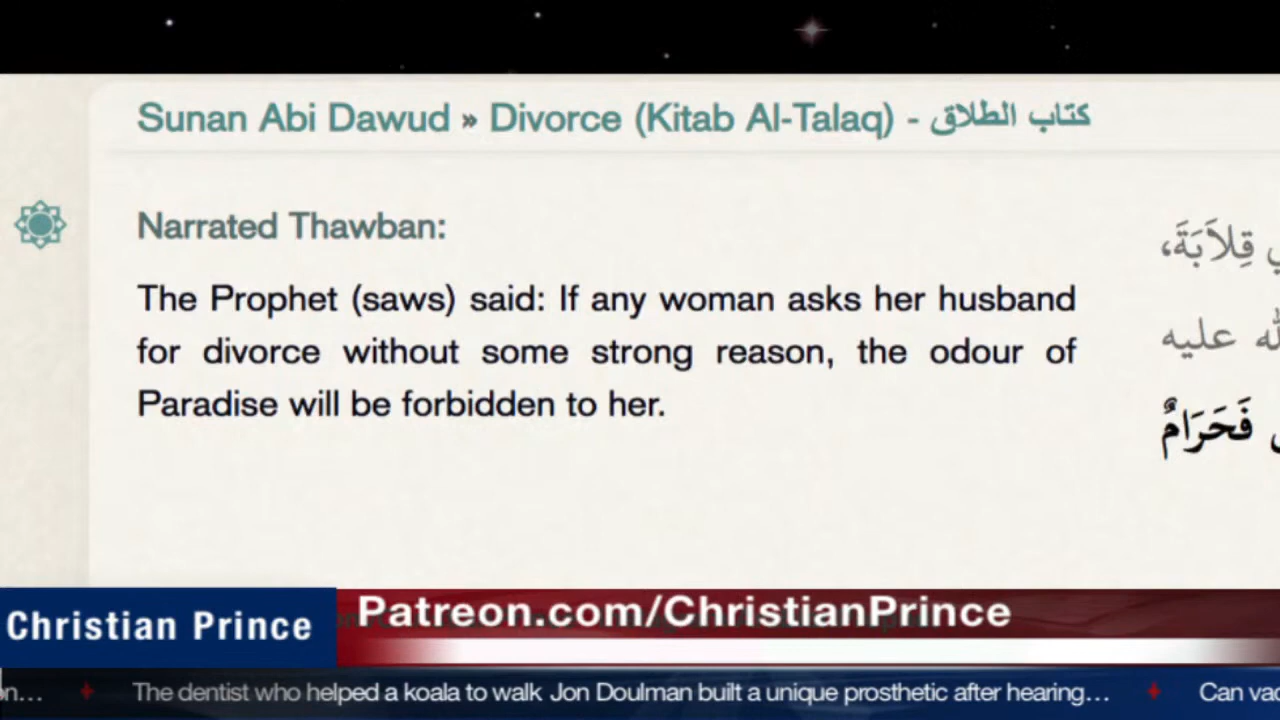 Sunan Abi Dawud » Divorce (Kitab Al-Talaq) - كتاب الطلاق
Narrated Thawban:
The Prophet (saws) said: If any woman asks her husband
for divorce without some strong reason, the odour of
Paradise will be forbidden to her.
قِلاَبَةَ،
عليه
فَحَرَامٌ
Christian Prince
Patreon.com/ChristianPrince
The dentist who helped a koala to walk Jon Doulman built a unique prosthetic after hearing...
Can